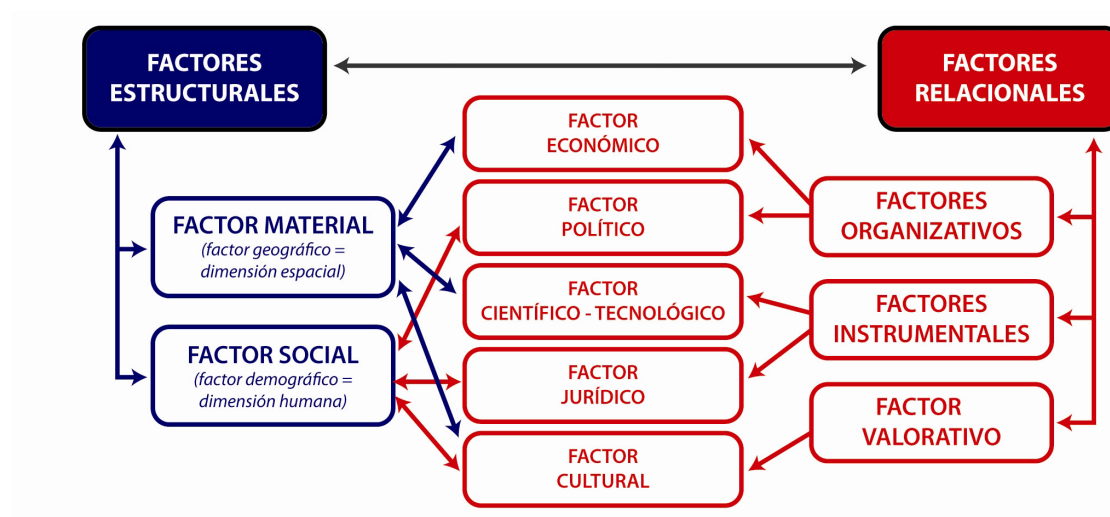 FACTORES
ESTRUCTURALES
FACTORES
RELACIONALES
FACTOR
ECONÓMICO
FACTOR MATERIAL
(factor geográfico =
dimensión espacial)
FACTOR
POLÍTICO
FACTORES
ORGANIZATIVOS
FACTOR
CIENTÍFICO - TECNOLÓGICO
FACTORES
INSTRUMENTALES
FACTOR SOCIAL
(factor demográfico =
dimensión humana)
FACTOR
JURÍDICO
FACTOR
VALORATIVO
FACTOR
CULTURAL